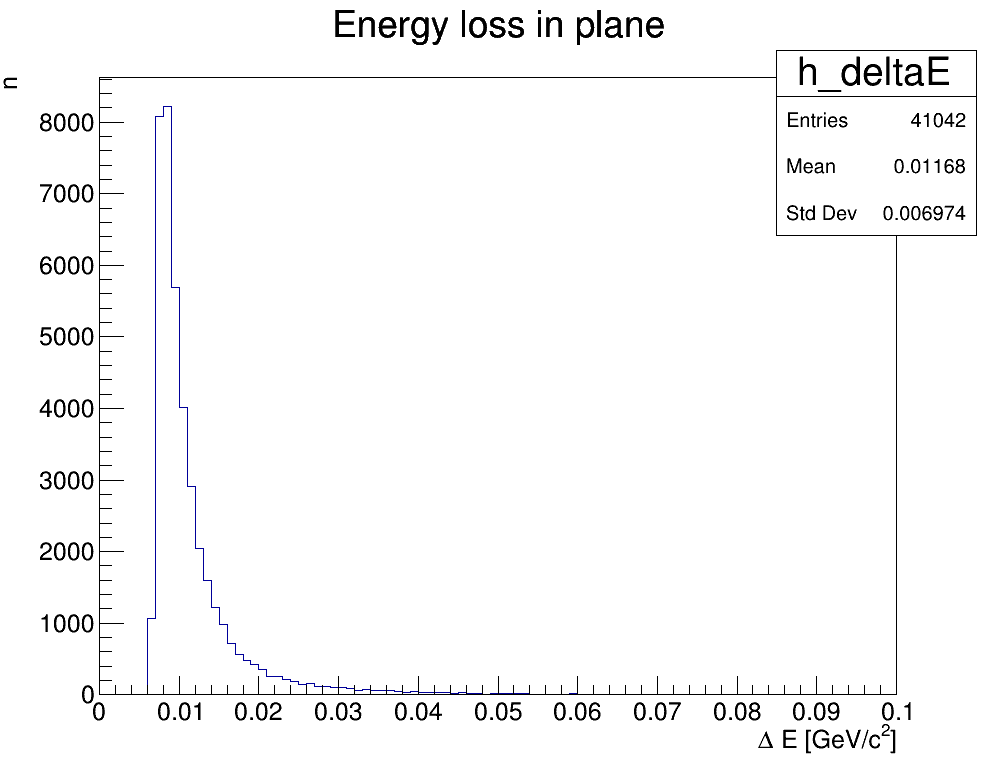 Energy loss in plane
n
h_deltaE
Entries 41042
Mean 0.01168
Std Dev 0.006974
8000
7000
6000
5000
4000
3000
2000
1000
0
0 0.01 0.02 0.03 0.04 0.05 0.06 0.07 0.08 0.09 0.1
Δ E [GeV/c²]